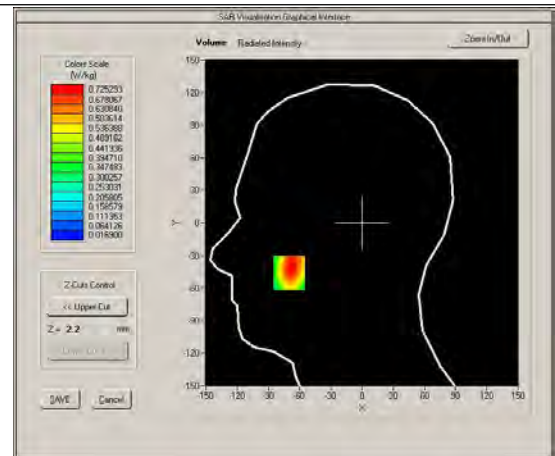 SAR Visualisation Graphical Interface
Volume Radiated Intensity
Zoom In/Out
Colors Scale
(W/kg)
0.725293
0.678067
0.630840
0.583614
0.536388
0.489162
0.441936
0.394710
0.347483
0.300257
0.253031
0.205805
0.158579
0.111353
0.064126
0.016900
150
120
90
60
30
0
-30
-60
-90
-120
-150
Y
-150 -120 -90 -60 -30 0 30 60 90 120 150
X
Z-Cuts Control
<< Upper Cut
Z = 2.2 mm
SAVE Cancel